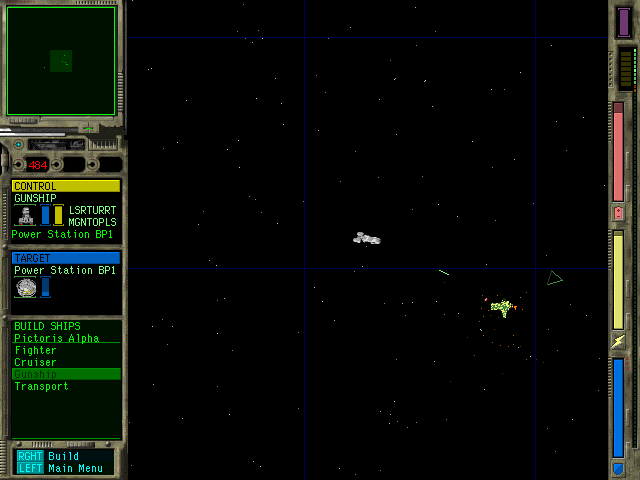 484
CONTROL
GUNSHIP
LSRTURRT
MGNTOPLS
Power Station BP1
TARGET
Power Station BP1
BUILD SHIPS
Pictoris Alpha
Fighter
Cruiser
Gunship
Transport
RGHT Build
LEFT Main Menu